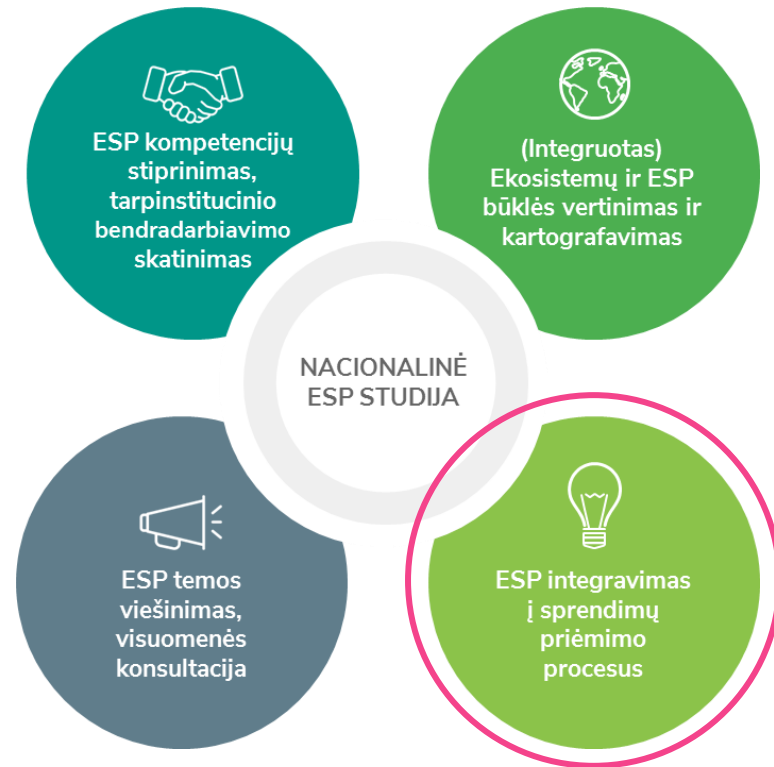 ESP kompetencijų
stiprinimas,
tarpinstitucinio
bendradarbiavimo
skatinimas
(Integruotas)
Ekosistemų ir ESP
būklės vertinimas ir
kartografavimas
NACIONALINĖ
ESP STUDIJA
ESP temos
viešinimas,
visuomenės
konsultacija
ESP integravimas
į sprendimų
priėmimo
procesus